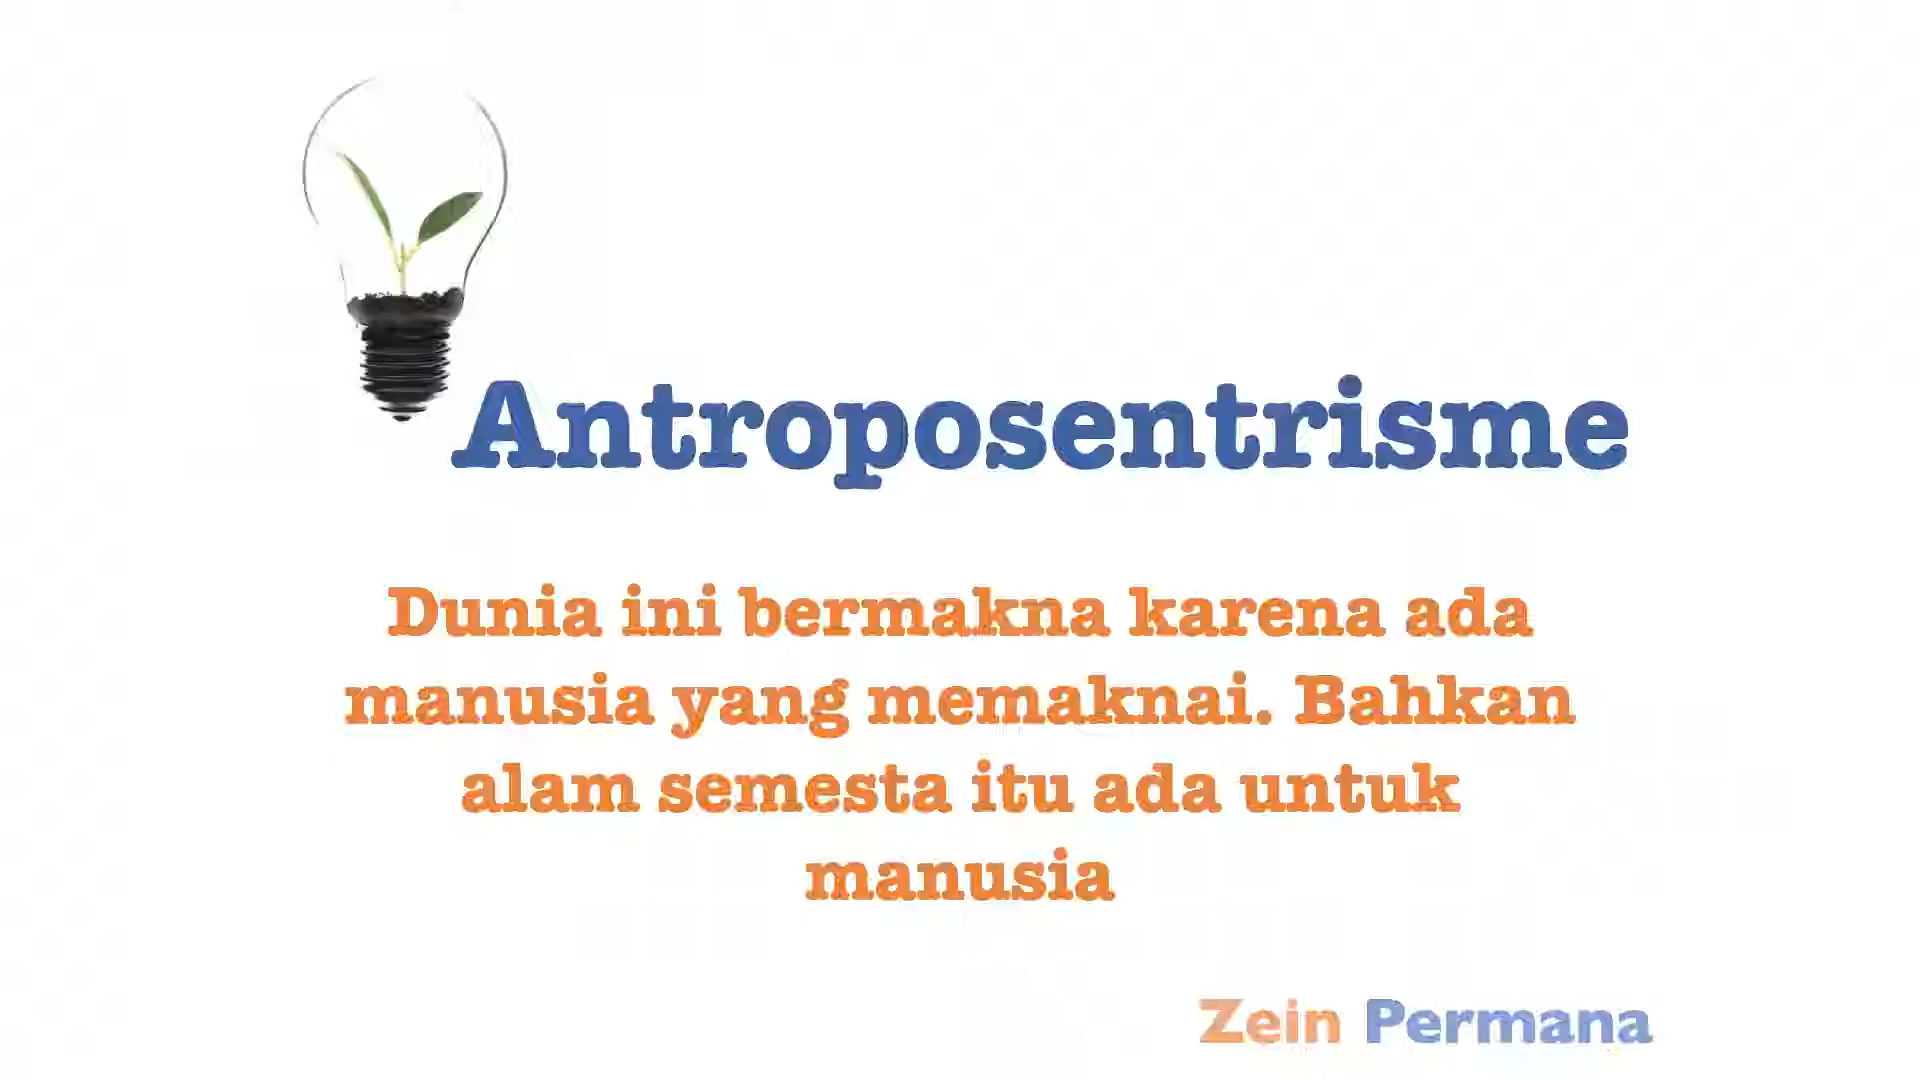 Antroposentrisme
Dunia ini bermakna karena ada
manusia yang memaknai. Bahkan
alam semesta itu ada untuk
manusia
Zein Permana